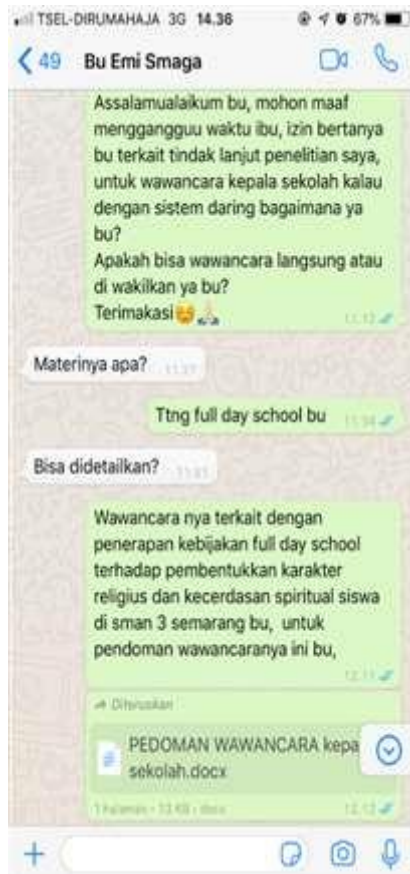 TSEL-DIRUMAHAJA 3G 14.36 67%
49 Bu Emi Smaga
Assalamualaikum bu, mohon maaf
menggangguu waktu ibu, izin bertanya
bu terkait tindak lanjut penelitian saya,
untuk wawancara kepala sekolah kalau
dengan sistem daring bagaimana ya
bu?
Apakah bisa wawancara langsung atau
di wakilkan ya bu?
Terimakasi
Materinya apa?
Ttng full day school bu
Bisa didetailkan?
Wawancara nya terkait dengan
penerapan kebijakan full day school
terhadap pembentukkan karakter
religius dan kecerdasan spiritual siswa
di sman 3 semarang bu, untuk
pendoman wawancaranya ini bu,
Diteruskan
PEDOMAN WAWANCARA kepa
sekolah.docx